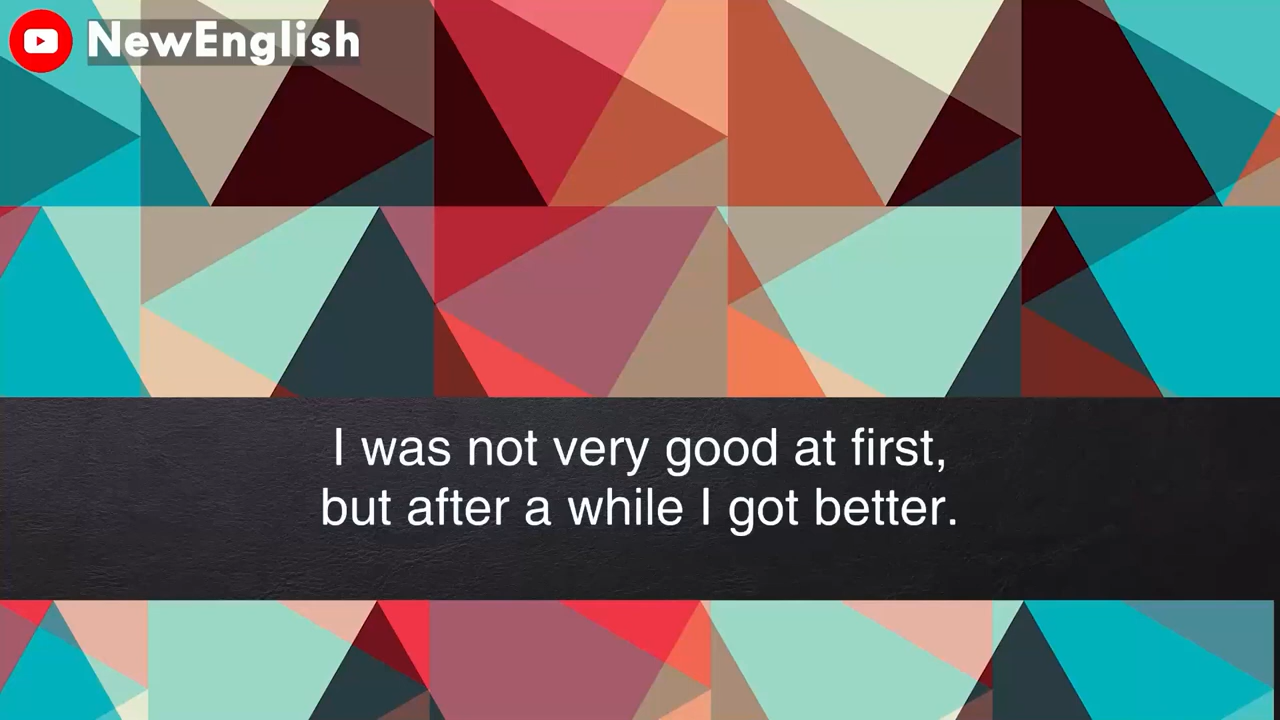 NewEnglish
I was not very good at first,
but after a while I got better.